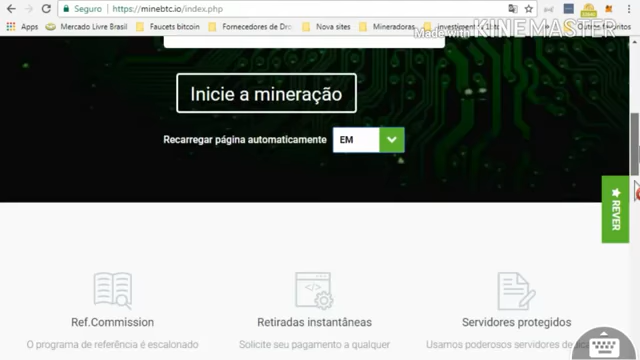 Seguro
https://minebtc.io/index.php
Apps
Mercado Livre Brasil
Faucets bitcoin
Fornecedores de Dro
Nova sites
Mineradoras
Made with KINEMASTER
Inicie a mineração
Recarregar página automaticamente
EM
REVER
Ref.Commission
Retiradas instantâneas
Servidores protegidos
O programa de referência é escalonado
Solicite seu pagamento a qualquer
Usamos poderosos servidores